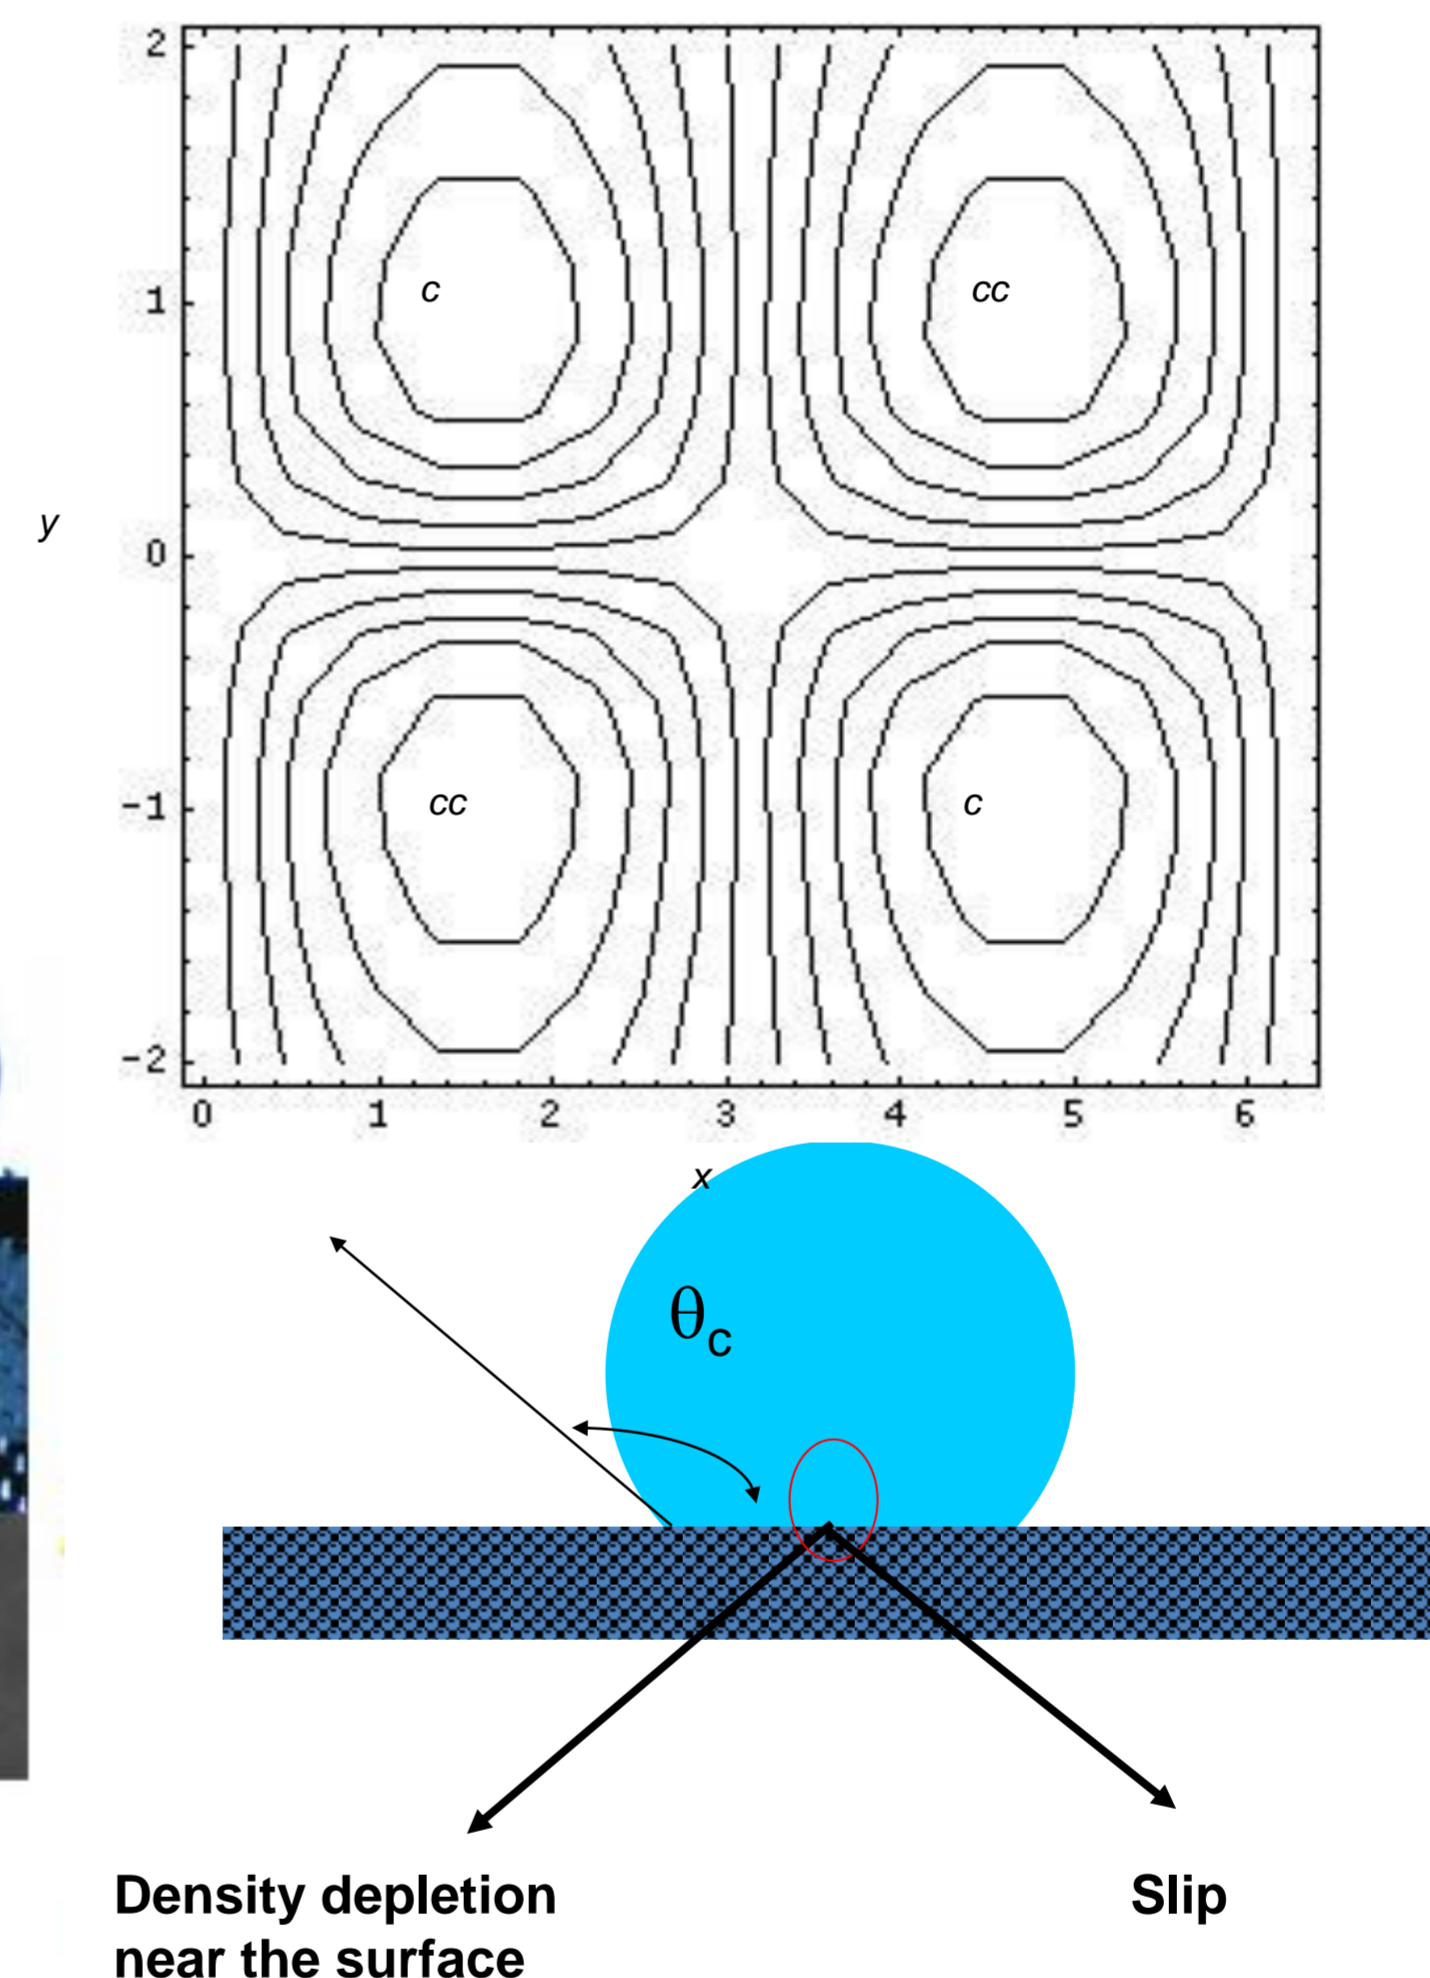 2
c
cc
1
y
0
cc
c
-1
-2
0 1 2 3 4 5 6
x
θc
Density depletion
near the surface
Slip